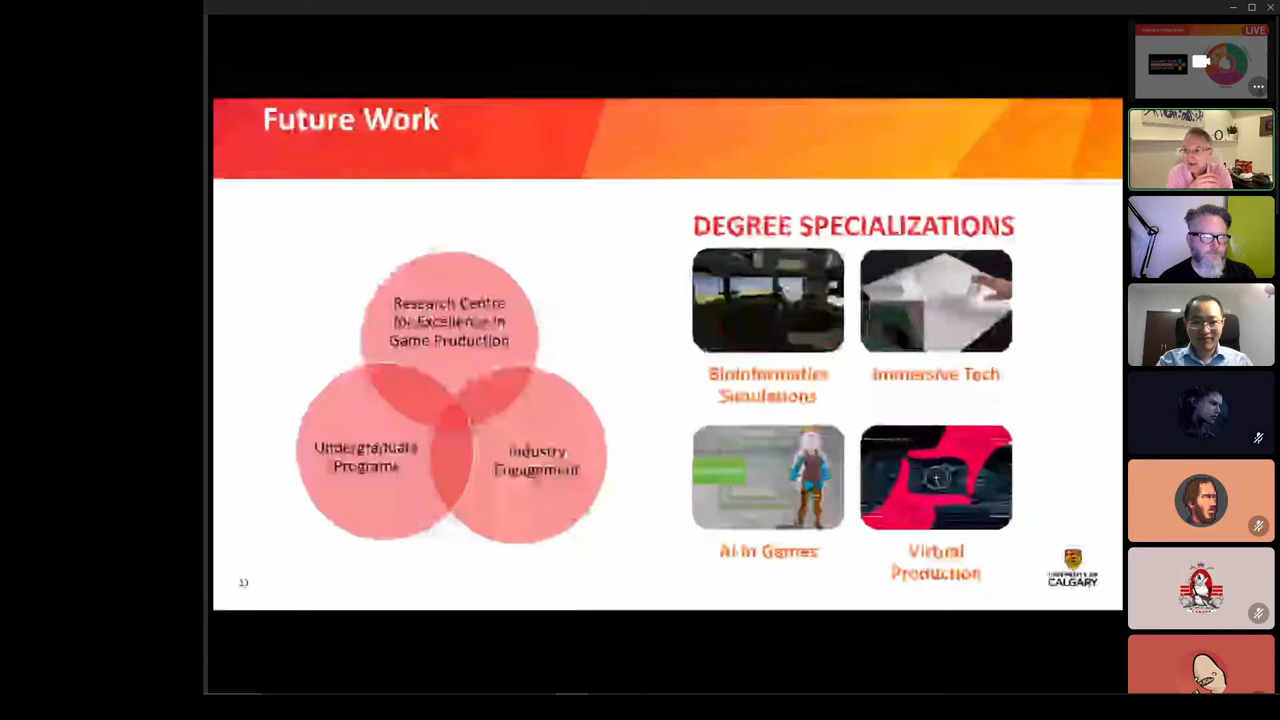 LIVE
Future Work
DEGREE SPECIALIZATIONS
Research Centre
for Excellence in
Game Production
Undergraduate
Programs
Industry
Engagement
Bioinformatics
Simulations
Immersive Tech
AI in Games
Virtual
Production
UNIVERSITY OF
CALGARY